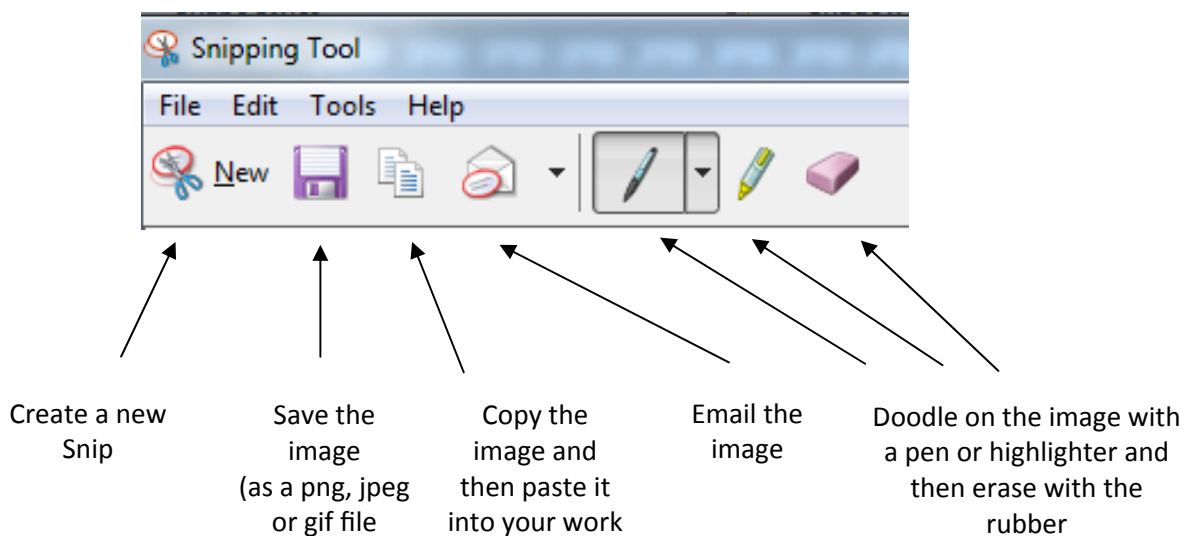 Snipping Tool
File Edit Tools Help
New
Create a new
Snip
Save the
image
(as a png, jpeg
or gif file
Copy the
image and
then paste it
into your work
Email the
image
Doodle on the image with
a pen or highlighter and
then erase with the
rubber